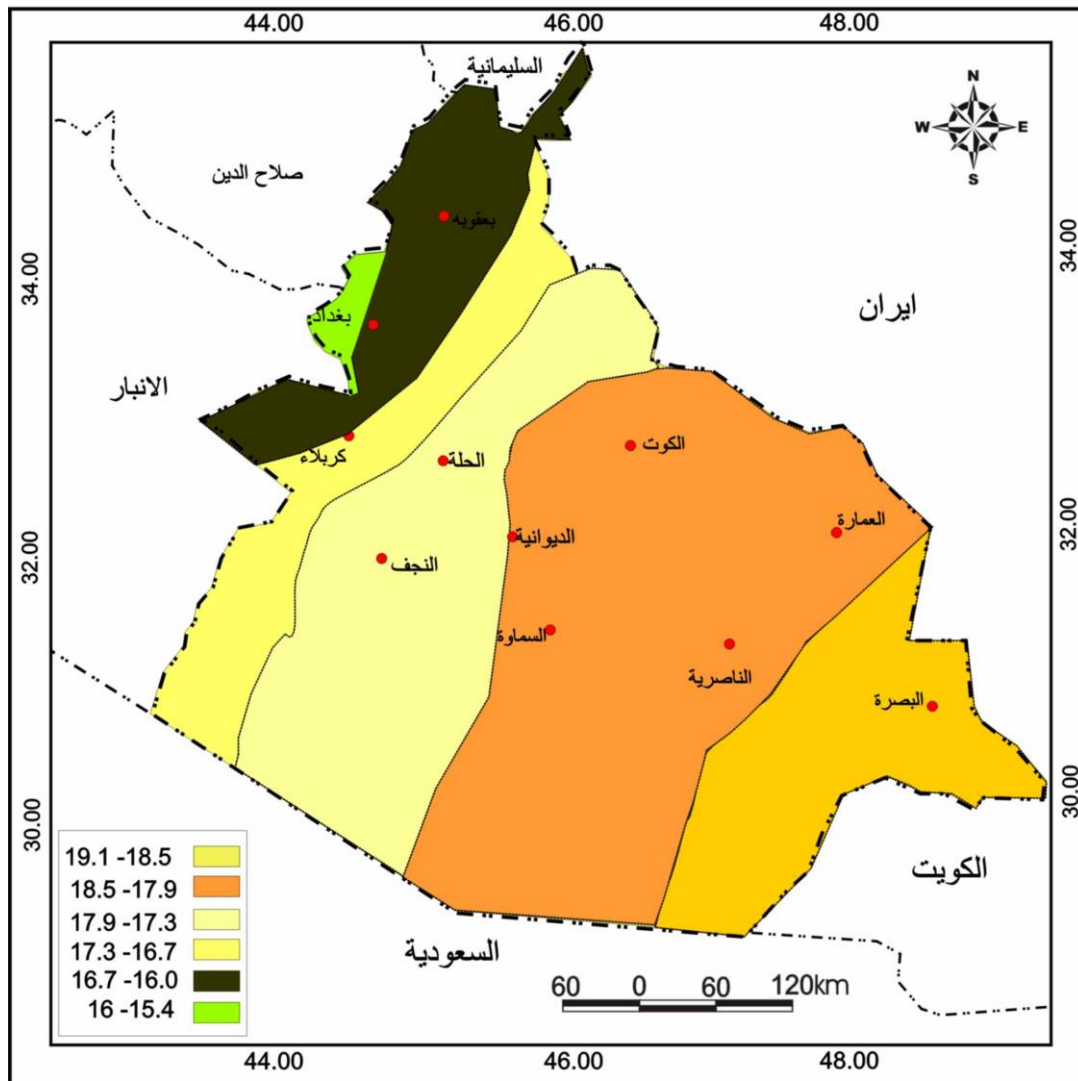 44.00 46.00 48.00
السليمانية
N
W E
S
صلاح الدين
بعقوبه
34.00 34.00
ايران
بغداد
الانبار
كربلاء
الحلة
الكوت
العمارة
32.00 32.00
الديوانية
النجف
السماوة
الناصرية
البصرة
30.00 30.00
19.1 -18.5
18.5 -17.9
17.9 -17.3
17.3 -16.7
16.7 -16.0
16 -15.4
الكويت
السعودية
60 0 60 120km
44.00 46.00 48.00